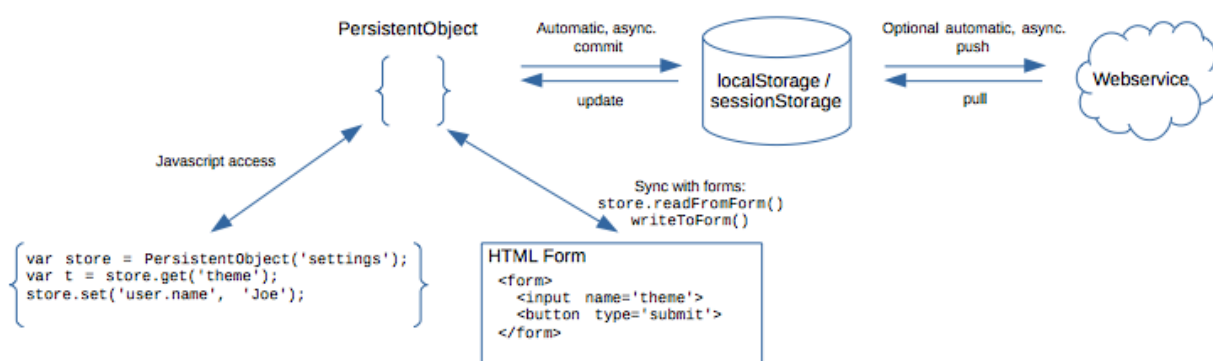 PersistentObject
{ }
Automatic, async.
commit
update
localStorage /
sessionStorage
Optional automatic, async.
push
pull
Webservice
Javascript access
Sync with forms:
store.readFromForm()
writeToForm()
var store = PersistentObject('settings');
var t = store.get('theme');
store.set('user.name', 'Joe');
HTML Form
<form>
<input name='theme'>
<button type='submit'>
</form>